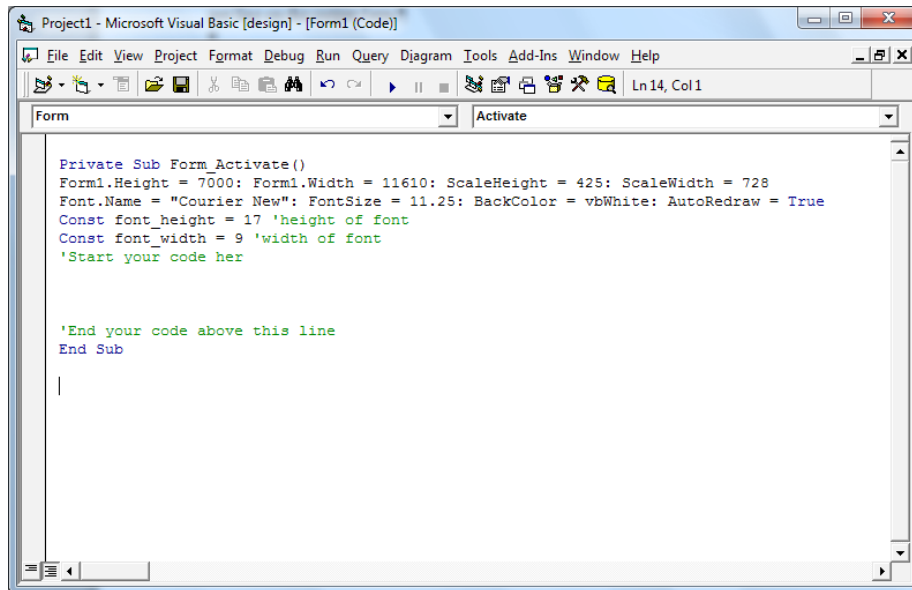 Project1 - Microsoft Visual Basic [design] - [Form1 (Code)]
File Edit View Project Format Debug Run Query Diagram Tools Add-Ins Window Help
Ln 14, Col 1
Form Activate
Private Sub Form_Activate()
Form1.Height = 7000: Form1.Width = 11610: ScaleHeight = 425: ScaleWidth = 728
Font.Name = "Courier New": FontSize = 11.25: BackColor = vbWhite: AutoRedraw = True
Const font_height = 17 'height of font
Const font_width = 9 'width of font
'Start your code her
'End your code above this line
End Sub